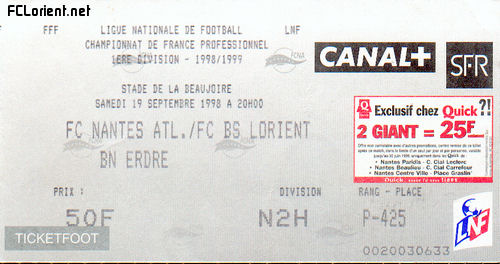 FCLorient.net
FFF LIGUE NATIONALE DE FOOTBALL LNF
CHAMPIONNAT DE FRANCE PROFESSIONNEL
1ERE DIVISION - 1998/1999
FCNA
CANAL+
SFR
STADE DE LA BEAUJOIRE
SAMEDI 19 SEPTEMBRE 1998 A 20H00
FC NANTES ATL./FC BS LORIENT
BN ERDRE
Exclusif chez Quick?!
2 GIANT = 25F
• Nantes Paridis - C. Cial Leclerc
• Nantes Beaulieu - C. Cial Carrefour
• Nantes Centre Ville - Place Graslin
PRIX : DIVISION RANG - PLACE
50F N2H P-425
LNF
TICKETFOOT
0020030633